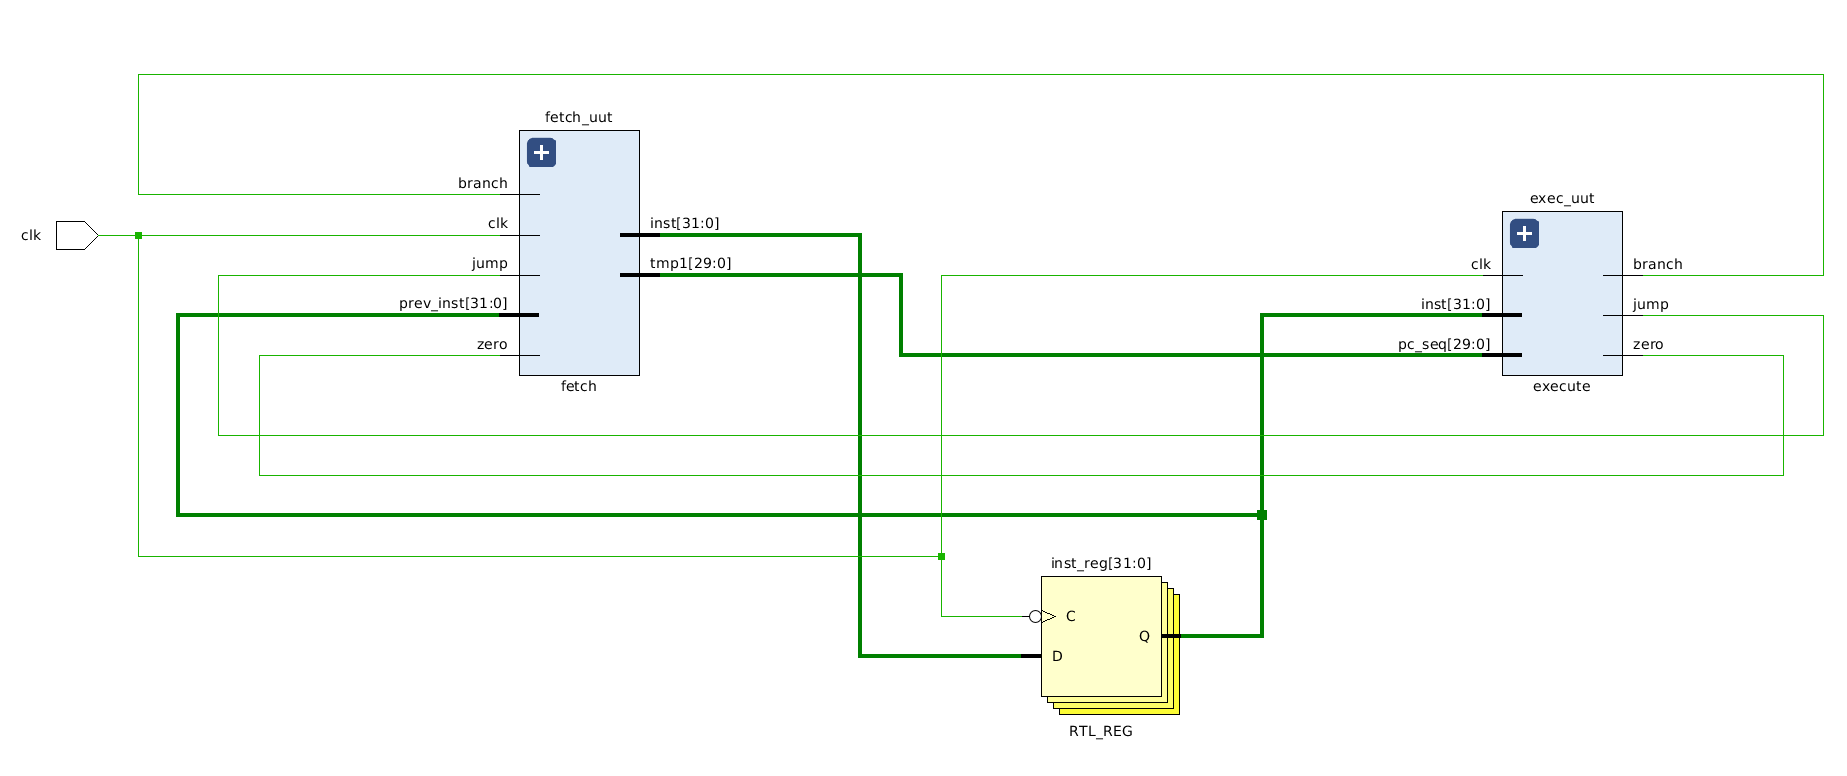 fetch_uut
branch
clk
clk
jump
prev_inst[31:0]
zero
inst[31:0]
tmp1[29:0]
fetch
exec_uut
clk
inst[31:0]
pc_seq[29:0]
branch
jump
zero
execute
inst_reg[31:0]
C
Q
D
RTL_REG